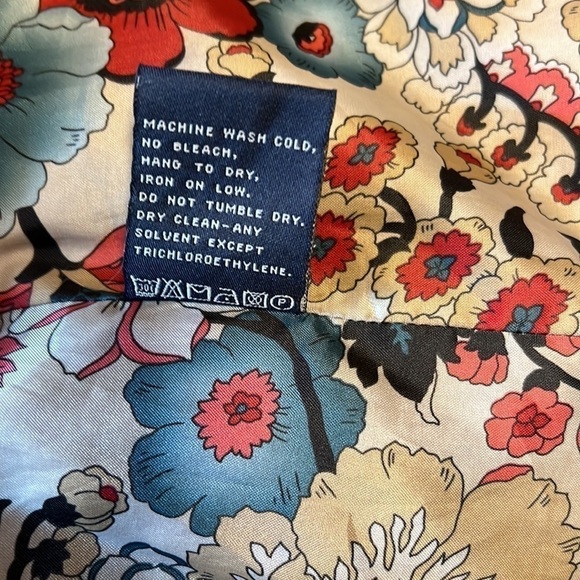 MACHINE WASH COLD,
NO BLEACH,
HANG TO DRY,
IRON ON LOW.
DO NOT TUMBLE DRY.
DRY CLEAN-ANY
SOLVENT EXCEPT
TRICHLOROETHYLENE.
30 P